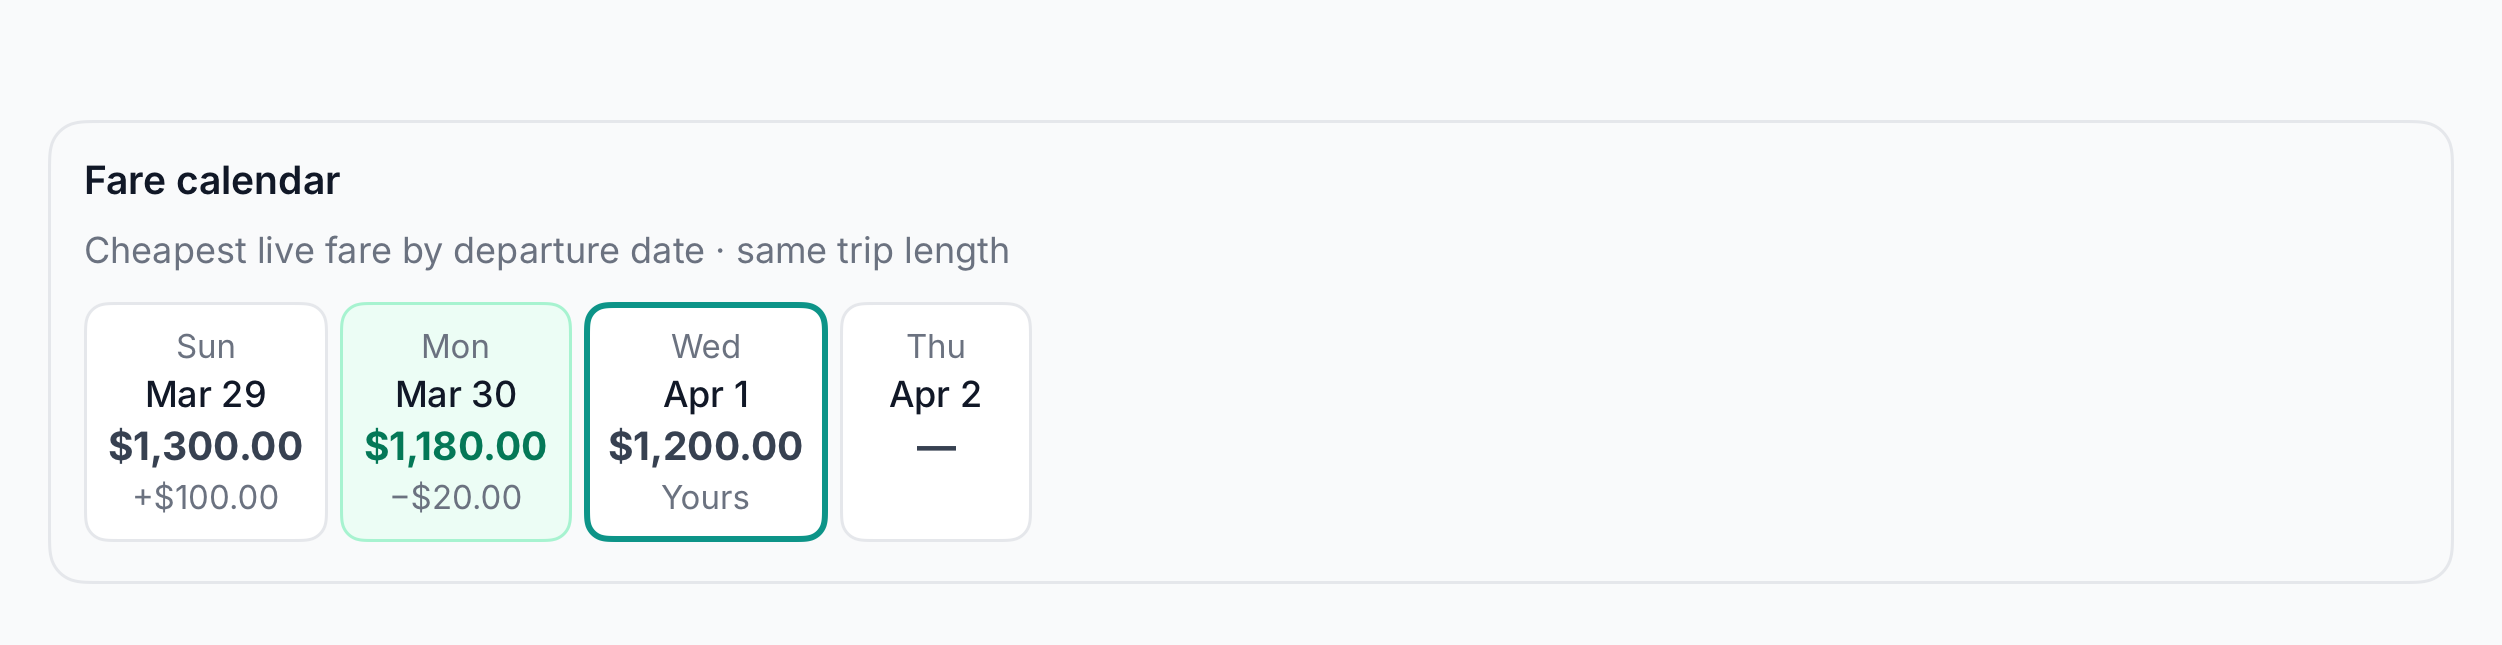 Fare calendar
Cheapest live fare by departure date · same trip length
Sun
Mar 29
$1,300.00
+$100.00
Mon
Mar 30
$1,180.00
−$20.00
Wed
Apr 1
$1,200.00
Yours
Thu
Apr 2
—